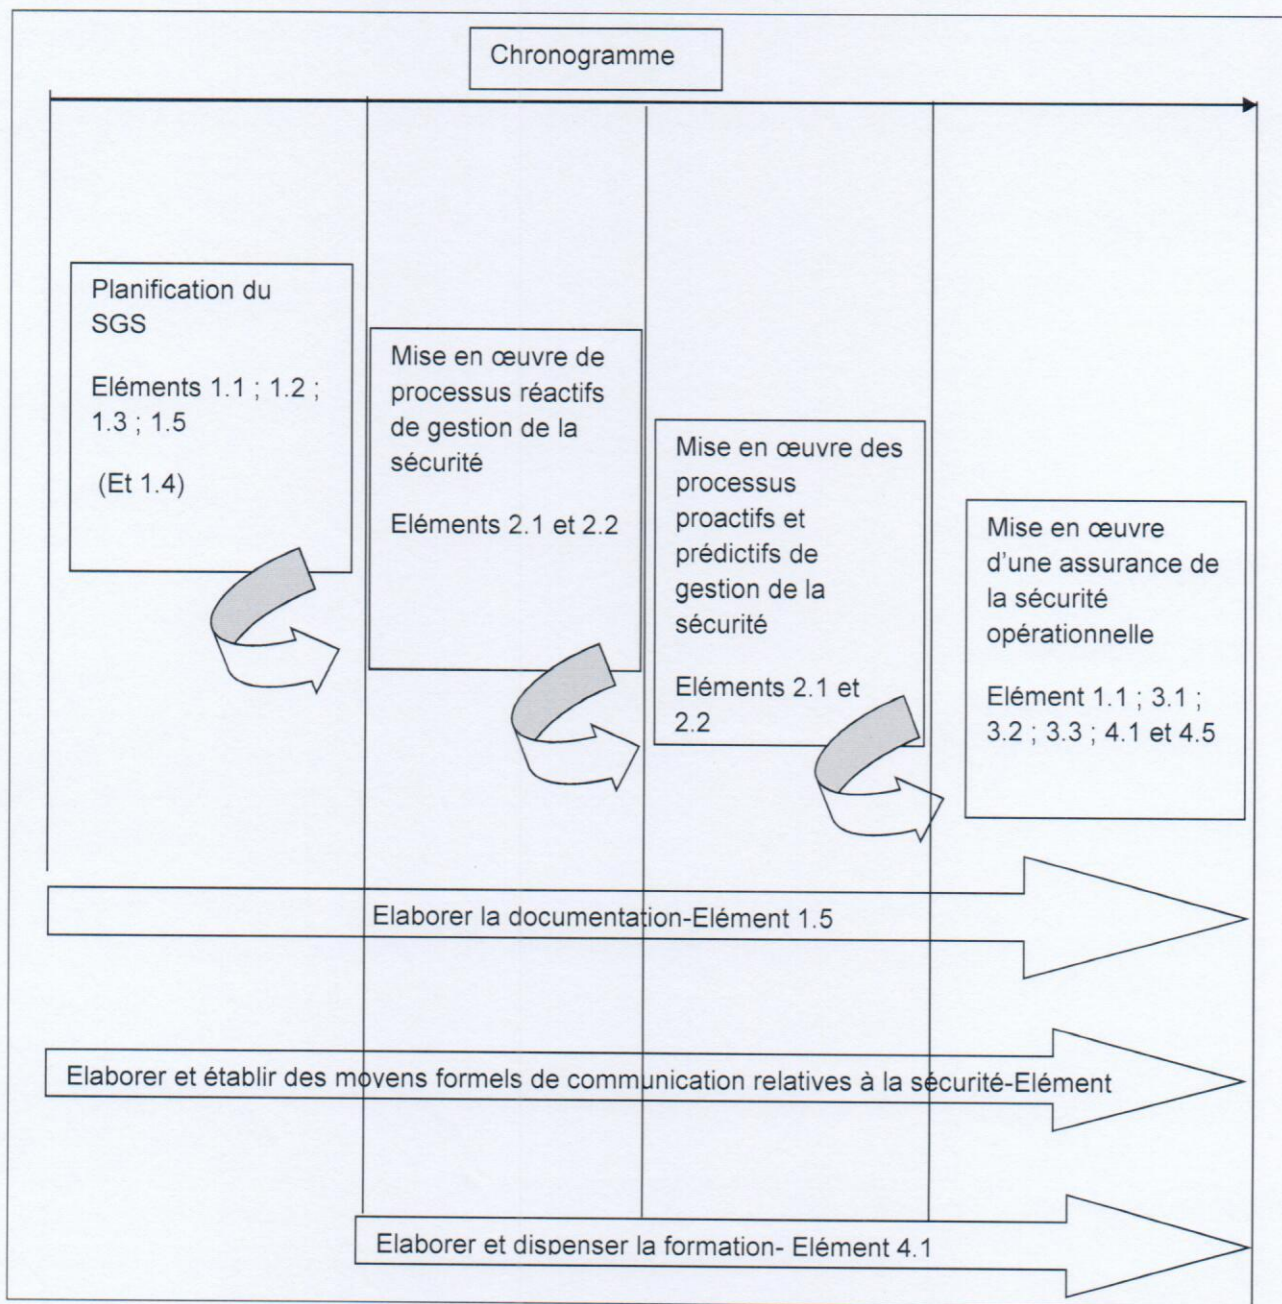 Chronogramme
Planification du
SGS
Eléments 1.1 ; 1.2 ;
1.3 ; 1.5
(Et 1.4)
Mise en œuvre de
processus réactifs
de gestion de la
sécurité
Eléments 2.1 et 2.2
Mise en œuvre des
processus
proactifs et
prédictifs de
gestion de la
sécurité
Eléments 2.1 et
2.2
Mise en œuvre
d'une assurance de
la sécurité
opérationnelle
Elément 1.1 ; 3.1 ;
3.2 ; 3.3 ; 4.1 et 4.5
Elaborer la documentation-Elément 1.5
Elaborer et établir des moyens formels de communication relatives à la sécurité-Elément
Elaborer et dispenser la formation- Elément 4.1